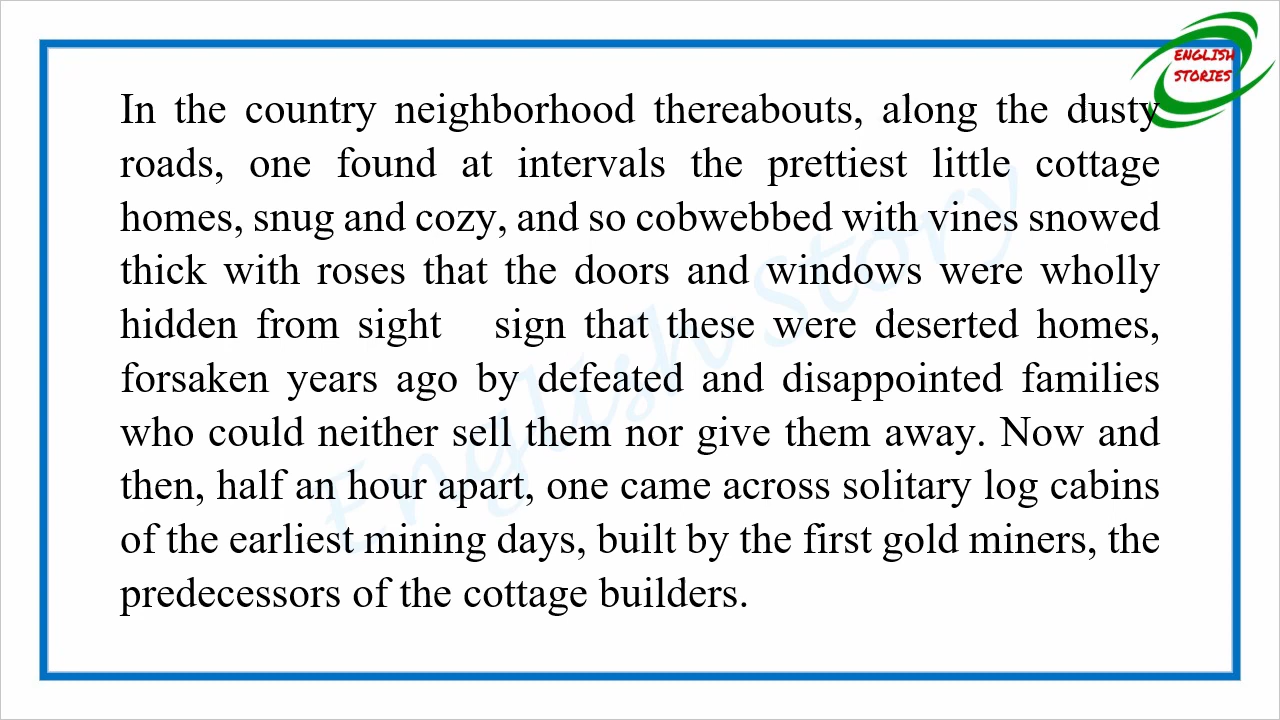 ENGLISH
STORIES
In the country neighborhood thereabouts, along the dusty
roads, one found at intervals the prettiest little cottage
homes, snug and cozy, and so cobwebbed with vines snowed
thick with roses that the doors and windows were wholly
hidden from sight sign that these were deserted homes,
forsaken years ago by defeated and disappointed families
who could neither sell them nor give them away. Now and
then, half an hour apart, one came across solitary log cabins
of the earliest mining days, built by the first gold miners, the
predecessors of the cottage builders.
English Story